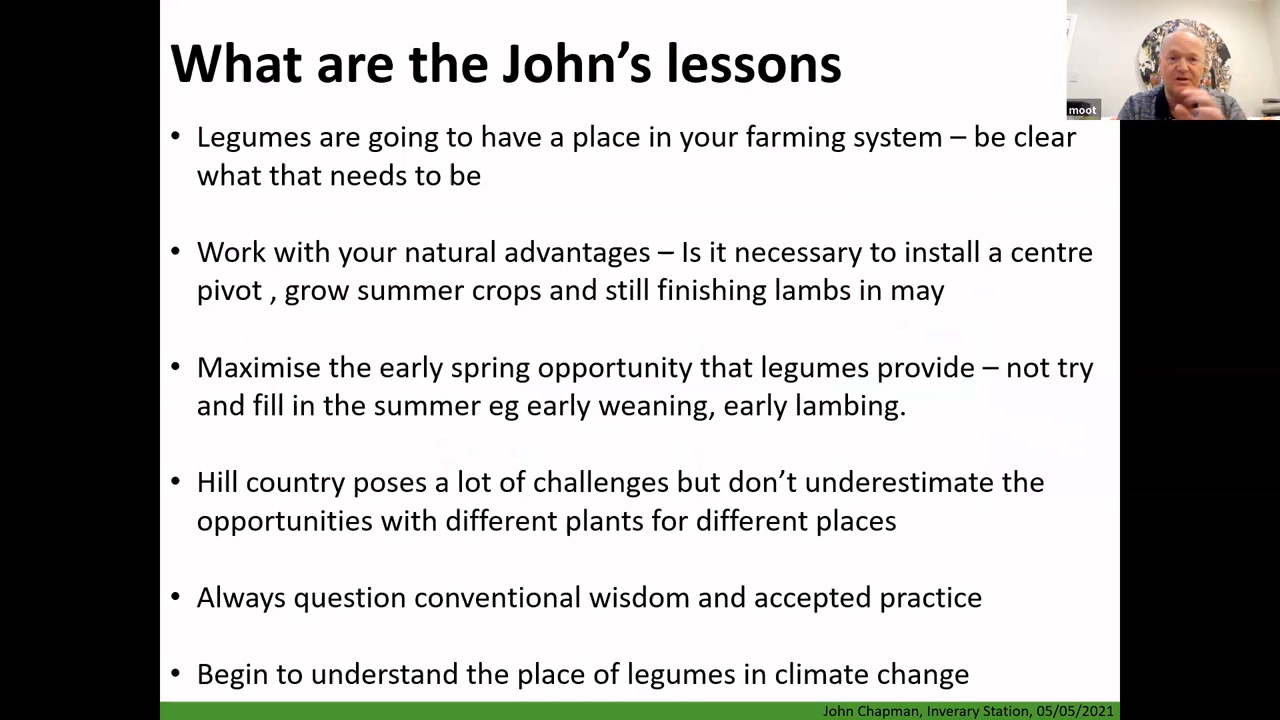 What are the John’s lessons
moot
• Legumes are going to have a place in your farming system – be clear
what that needs to be
• Work with your natural advantages – Is it necessary to install a centre
pivot , grow summer crops and still finishing lambs in may
• Maximise the early spring opportunity that legumes provide – not try
and fill in the summer eg early weaning, early lambing.
• Hill country poses a lot of challenges but don’t underestimate the
opportunities with different plants for different places
• Always question conventional wisdom and accepted practice
• Begin to understand the place of legumes in climate change
John Chapman, Inverary Station, 05/05/2021